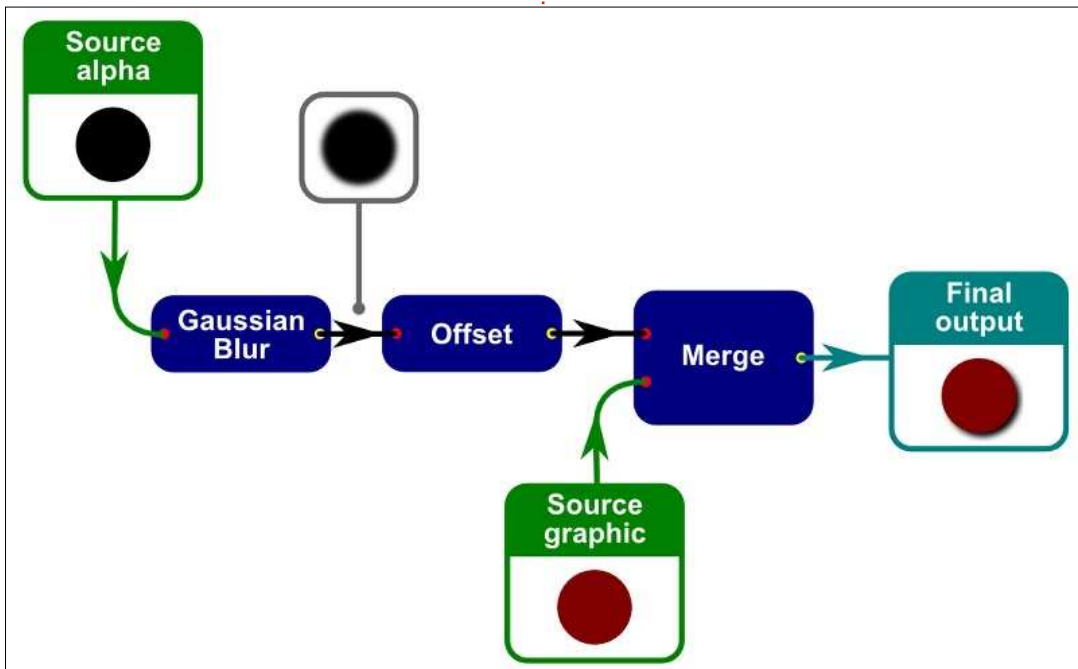 Source
alpha
Gaussian
Blur
Offset
Merge
Final
output
Source
graphic